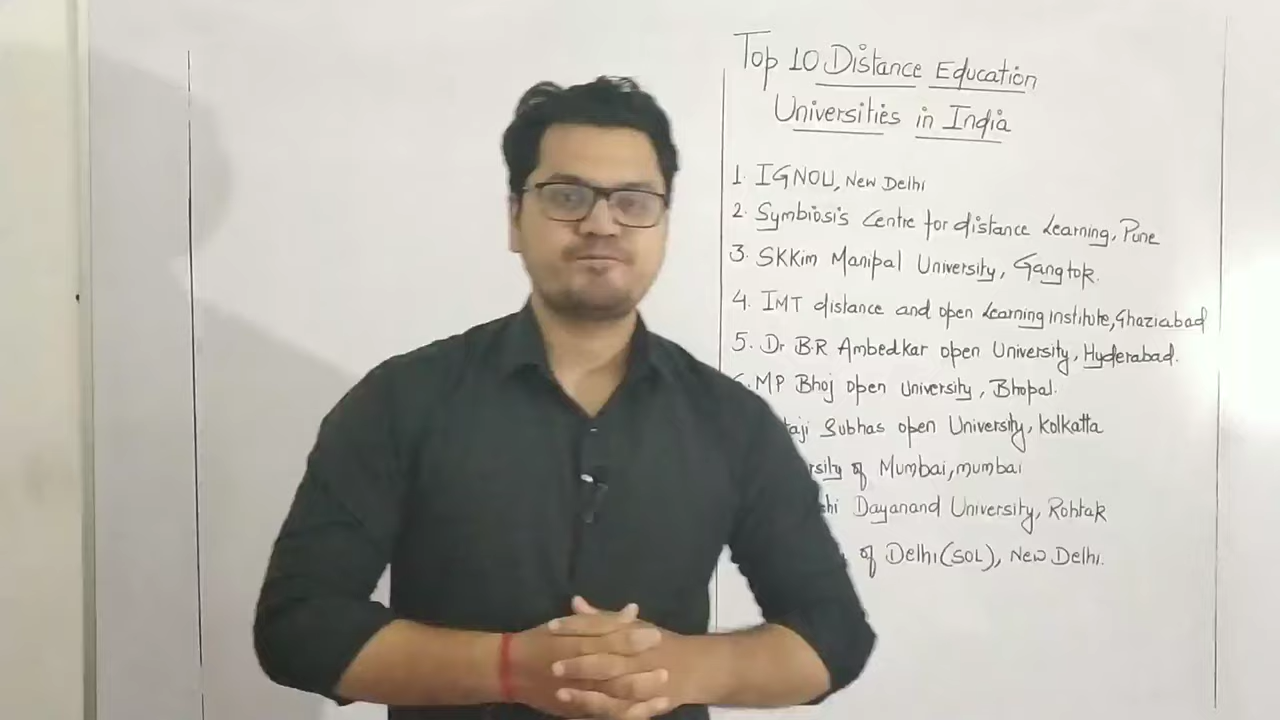 Top 10 Distance Education
Universities in India
1. IGNOU, New Delhi
2. Symbiosis Centre for distance Learning, Pune
3. SKKim Manipal University, Gangtok.
4. IMT distance and open Learning institute, Ghaziabad
5. Dr B.R Ambedkar open University, Hyderabad.
MP Bhoj open University, Bhopal.
taji Subhas open University, Kolkatta
rsity of Mumbai, mumbai
shi Dayanand University, Rohtak
of Delhi (SOL), New Delhi.